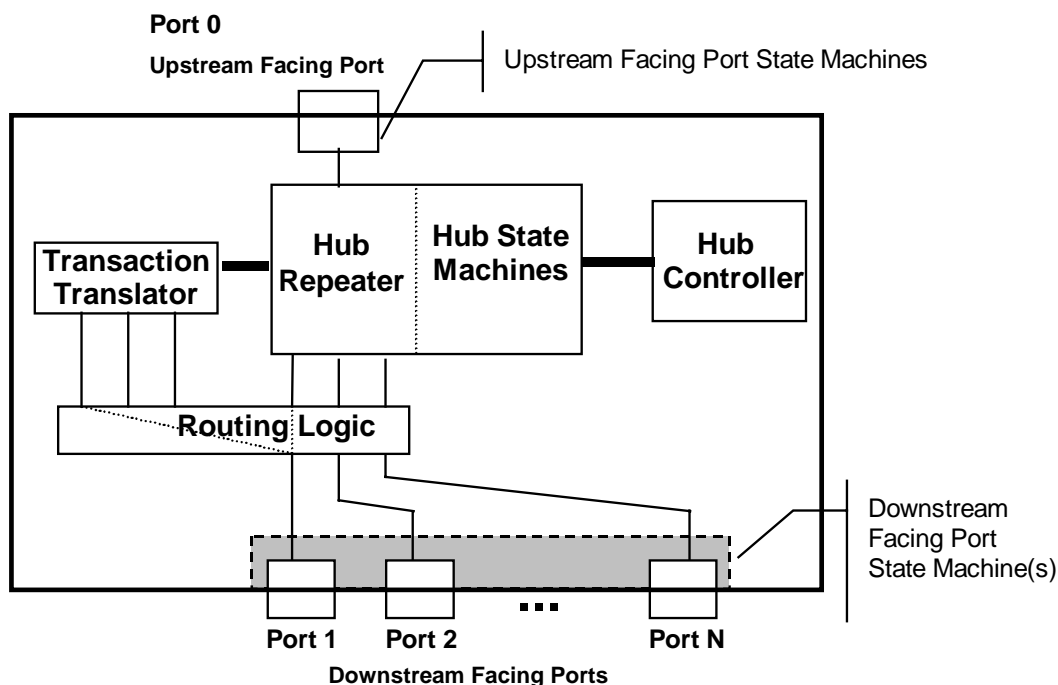 Port 0
Upstream Facing Port
Upstream Facing Port State Machines
Hub
Repeater
Hub State
Machines
Hub
Controller
Transaction
Translator
Routing Logic
Downstream
Facing Port
State Machine(s)
...
Port 1
Port 2
Port N
Downstream Facing Ports